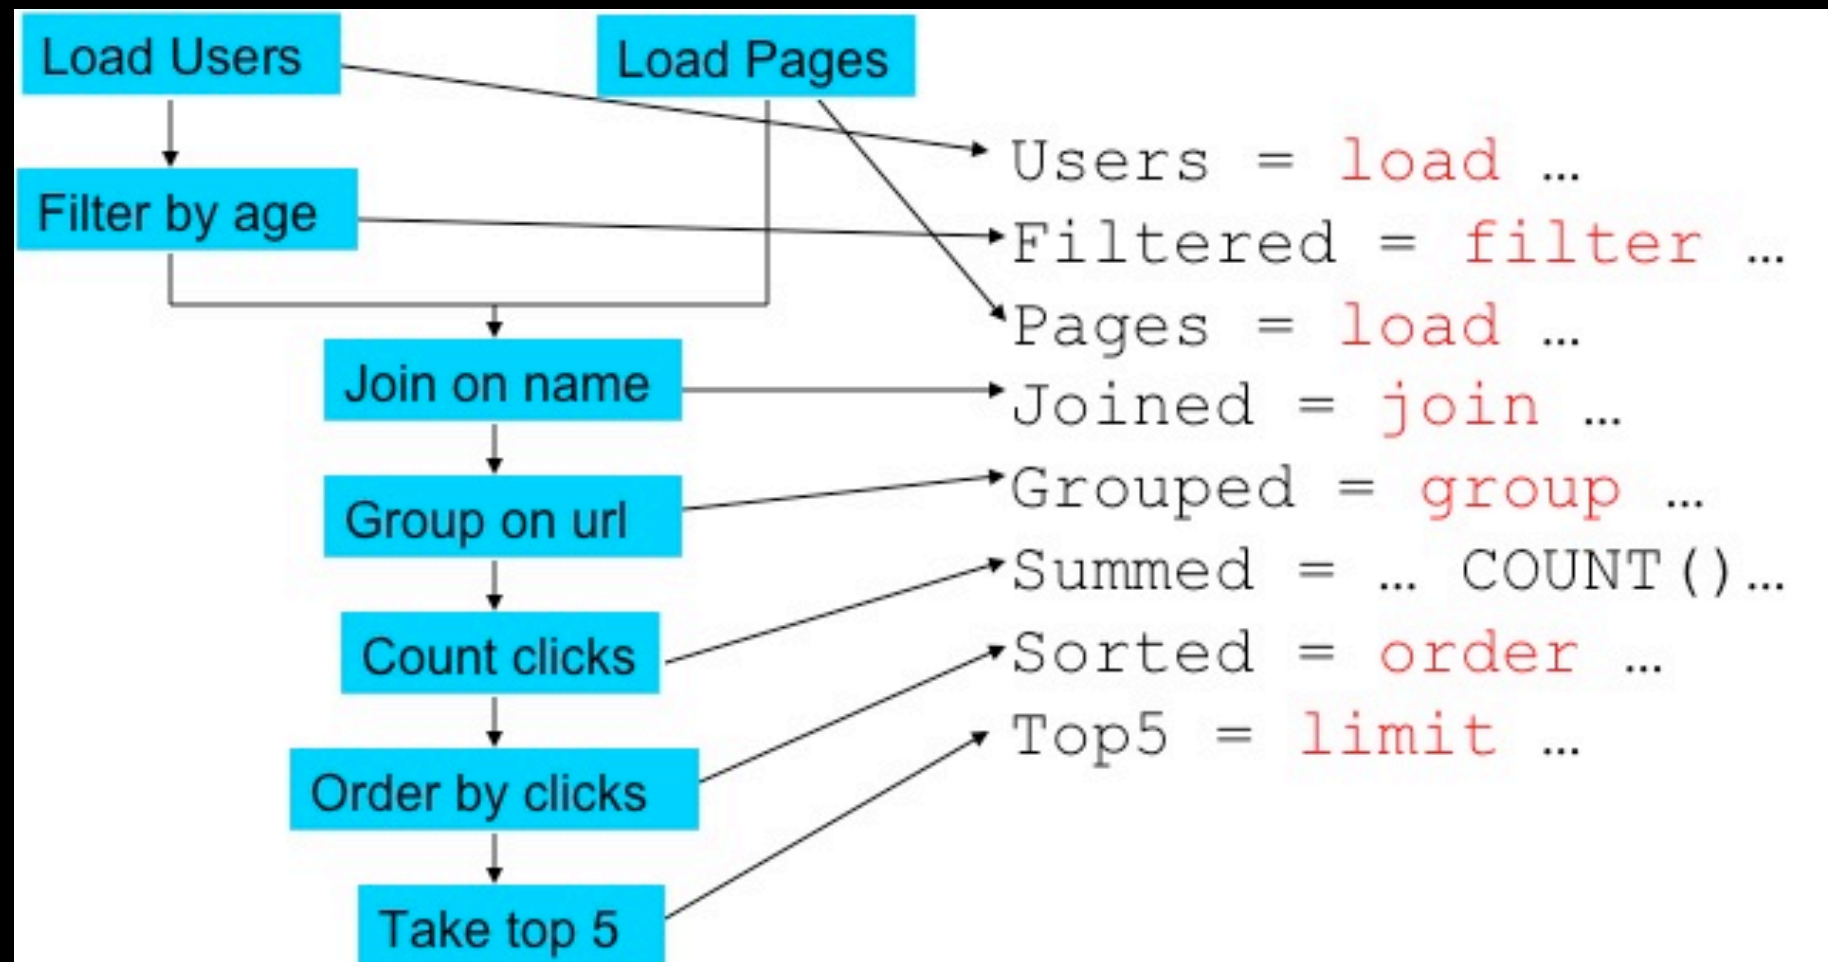 Load Users
Load Pages
Filter by age
Join on name
Group on url
Count clicks
Order by clicks
Take top 5
Users = load …
Filtered = filter …
Pages = load …
Joined = join …
Grouped = group …
Summed = … COUNT()…
Sorted = order …
Top5 = limit …